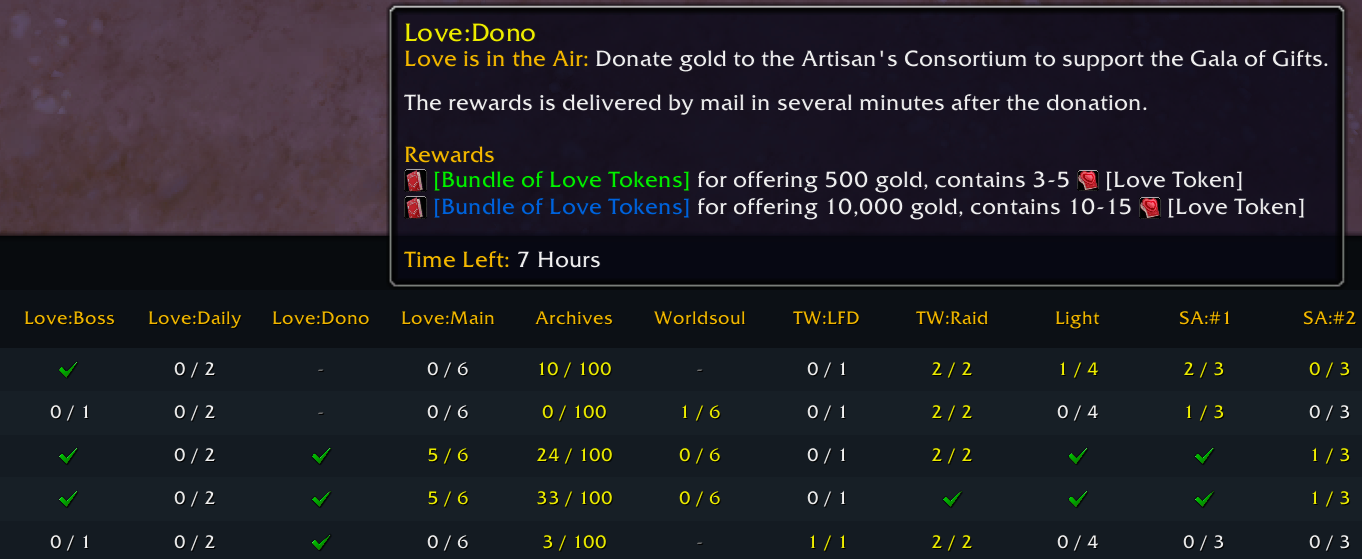 Love:Dono
Love is in the Air: Donate gold to the Artisan's Consortium to support the Gala of Gifts.
The rewards is delivered by mail in several minutes after the donation.
Rewards
[Bundle of Love Tokens] for offering 500 gold, contains 3-5 [Love Token]
[Bundle of Love Tokens] for offering 10,000 gold, contains 10-15 [Love Token]
Time Left: 7 Hours
Love:Boss Love:Daily Love:Dono Love:Main Archives Worldsoul TW:LFD TW:Raid Light SA:#1 SA:#2
0 / 2 - 0 / 6 10 / 100 - 0 / 1 2 / 2 1 / 4 2 / 3 0 / 3
0 / 1 0 / 2 - 0 / 6 0 / 100 1 / 6 0 / 1 2 / 2 0 / 4 1 / 3 0 / 3
0 / 2 5 / 6 24 / 100 0 / 6 0 / 1 2 / 2 1 / 3
0 / 2 5 / 6 33 / 100 0 / 6 0 / 1 1 / 3
0 / 1 0 / 2 0 / 6 3 / 100 - 1 / 1 2 / 2 0 / 4 0 / 3 0 / 3